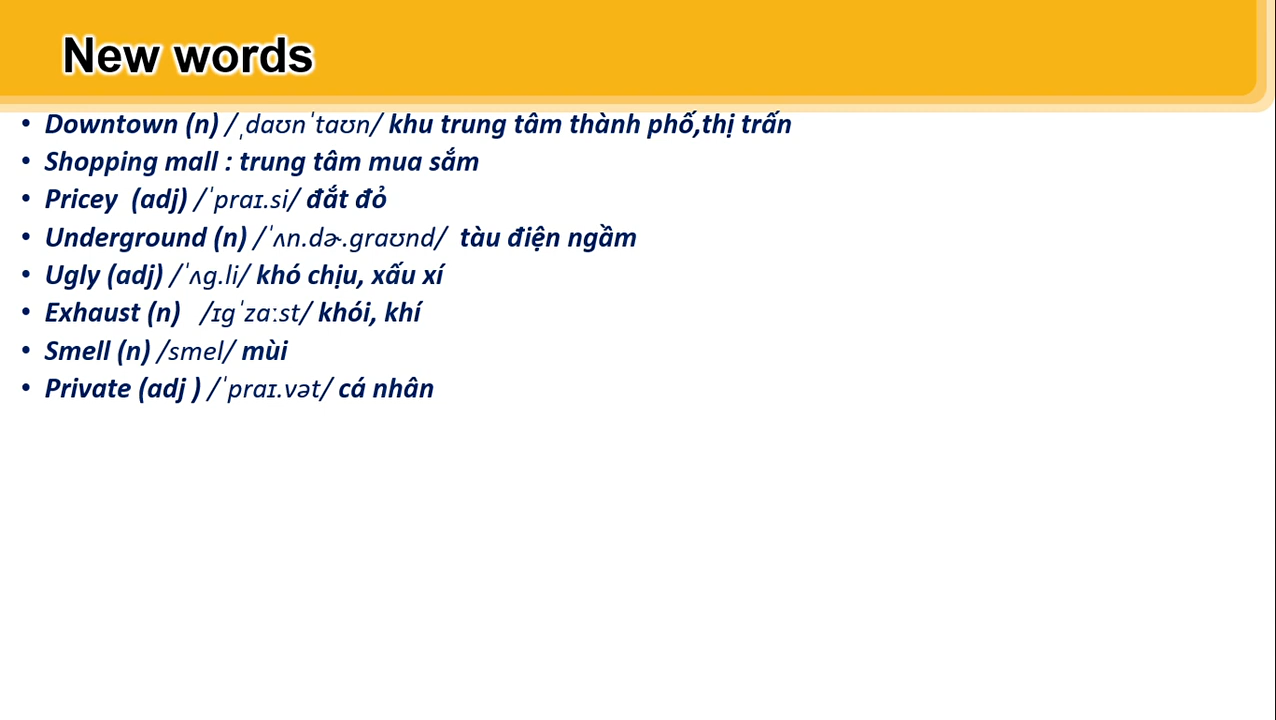 New words
• Downtown (n) /ˌdaʊnˈtaʊn/ khu trung tâm thành phố,thị trấn
• Shopping mall : trung tâm mua sắm
• Pricey (adj) /ˈpraɪ.si/ đắt đỏ
• Underground (n) /ˈʌn.dɚ.graʊnd/ tàu điện ngầm
• Ugly (adj) /ˈʌg.li/ khó chịu, xấu xí
• Exhaust (n) /ɪgˈzɑːst/ khói, khí
• Smell (n) /smel/ mùi
• Private (adj ) /ˈpraɪ.vət/ cá nhân